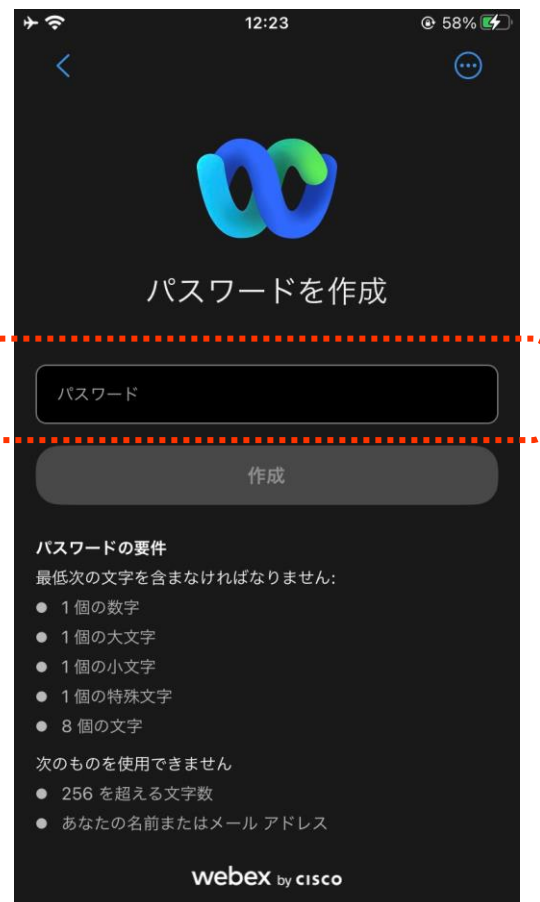 12:23
58%
パスワードを作成
パスワード
作成
パスワードの要件
最低次の文字を含まなければなりません:
1 個の数字
1 個の大文字
1 個の小文字
1 個の特殊文字
8 個の文字
次のものを使用できません
256 を超える文字数
あなたの名前またはメール アドレス
webex by CISCO